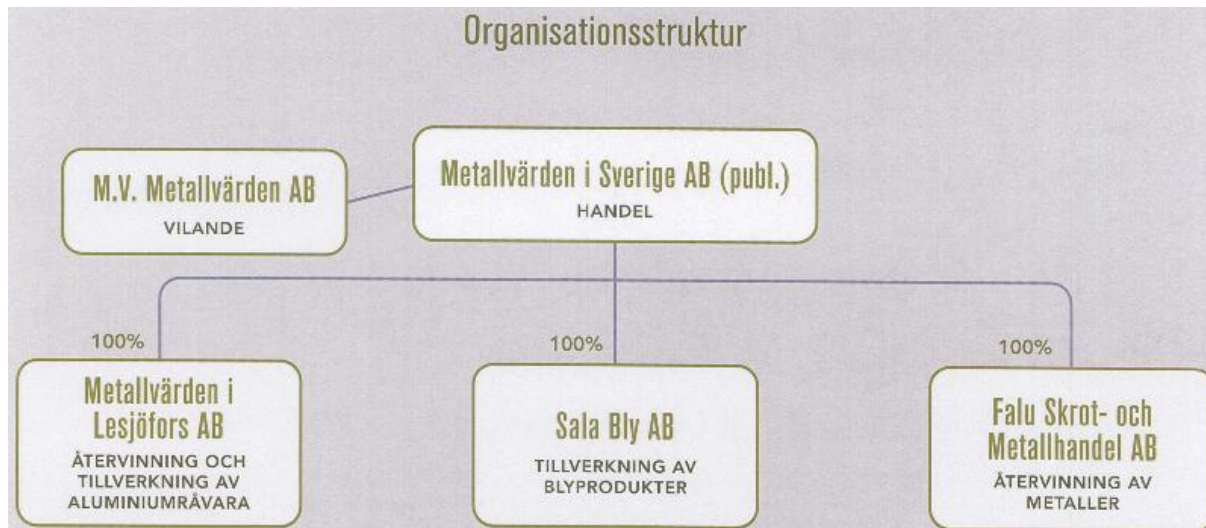 Organisationsstruktur
M.V. Metallvärden AB
VILANDE
Metallvärden i Sverige AB (publ.)
HANDEL
100%
Metallvärden i
Lesjöfors AB
ÅTERVINNING OCH
TILLVERKNING AV
ALUMINIUMRÅVARA
100%
Sala Bly AB
TILLVERKNING AV
BLYPRODUKTER
100%
Falu Skrot- och
Metallhandel AB
ÅTERVINNING AV
METALLER